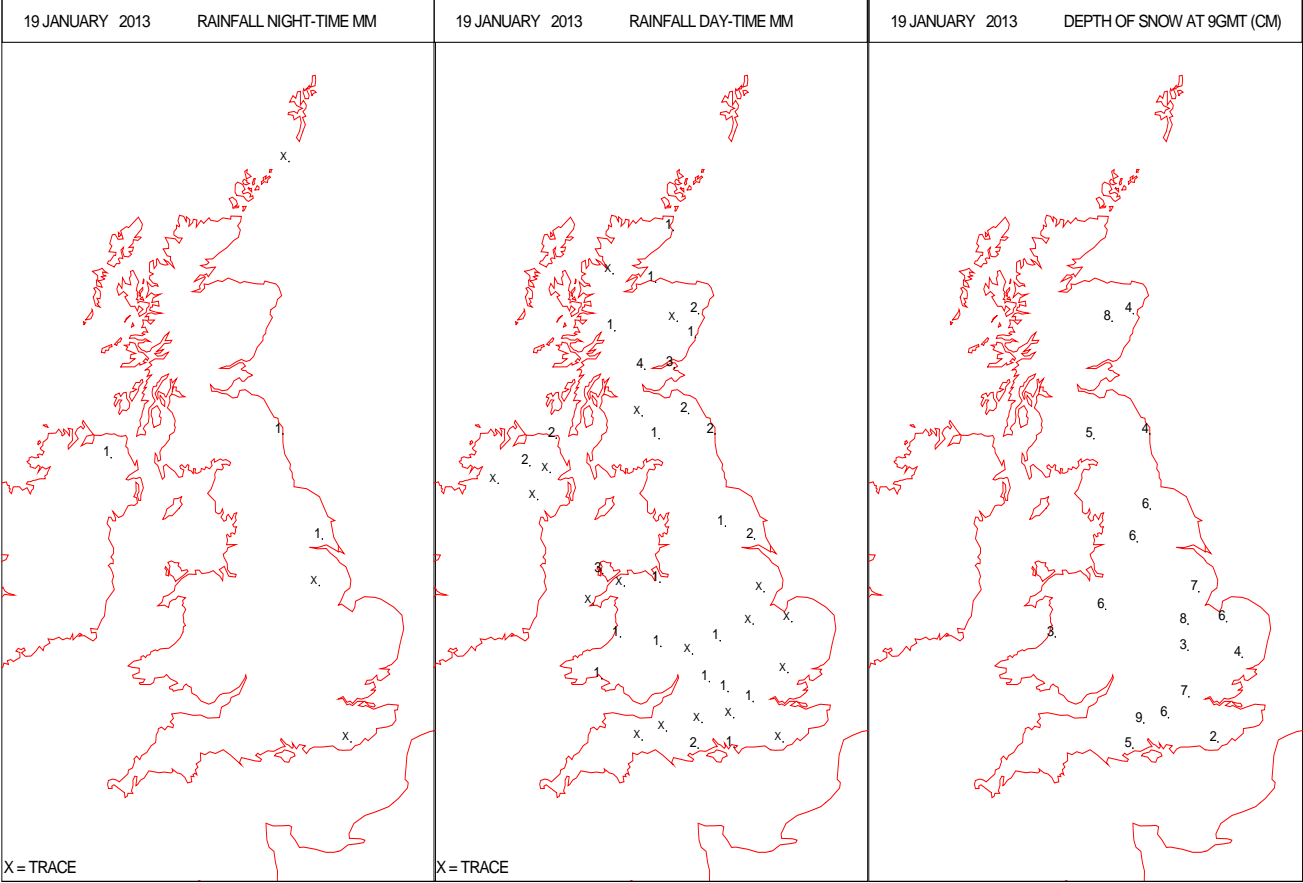 19 JANUARY 2013 RAINFALL NIGHT-TIME MM
X.
1.
1.
1.
X.
X.
X = TRACE
19 JANUARY 2013 RAINFALL DAY-TIME MM
1.
X.
1.
2.
X.
1.
1.
3.
4.
2.
X.
2.
2.
1.
2.
X.
X.
X.
1.
2.
3.
1.
X.
X.
X.
X.
X.
1.
1.
1.
X.
X.
1.
1.
1.
1.
X.
X.
X.
X.
X.
2.
1.
X = TRACE
19 JANUARY 2013 DEPTH OF SNOW AT 9GMT (CM)
4.
8.
4.
5.
6.
6.
7.
6.
6.
8.
3.
3.
4.
7.
6.
9.
2.
5.